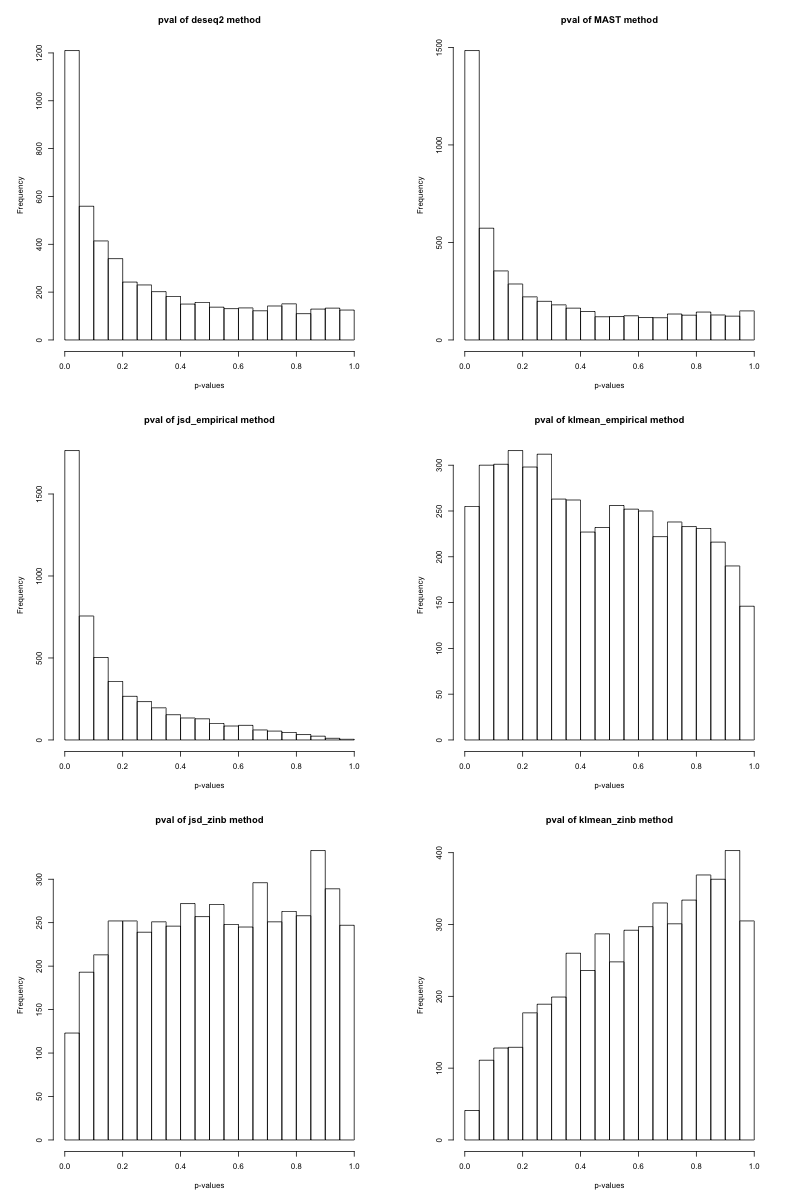 pval of deseq2 method
Frequency
0 200 400 600 800 1000 1200
0.0 0.2 0.4 0.6 0.8 1.0
p-values
pval of MAST method
Frequency
0 500 1000 1500
0.0 0.2 0.4 0.6 0.8 1.0
p-values
pval of jsd_empirical method
Frequency
0 500 1000 1500
0.0 0.2 0.4 0.6 0.8 1.0
p-values
pval of klmean_empirical method
Frequency
0 50 100 150 200 250 300
0.0 0.2 0.4 0.6 0.8 1.0
p-values
pval of jsd_zinb method
Frequency
0 50 100 150 200 250 300
0.0 0.2 0.4 0.6 0.8 1.0
p-values
pval of klmean_zinb method
Frequency
0 100 200 300 400
0.0 0.2 0.4 0.6 0.8 1.0
p-values